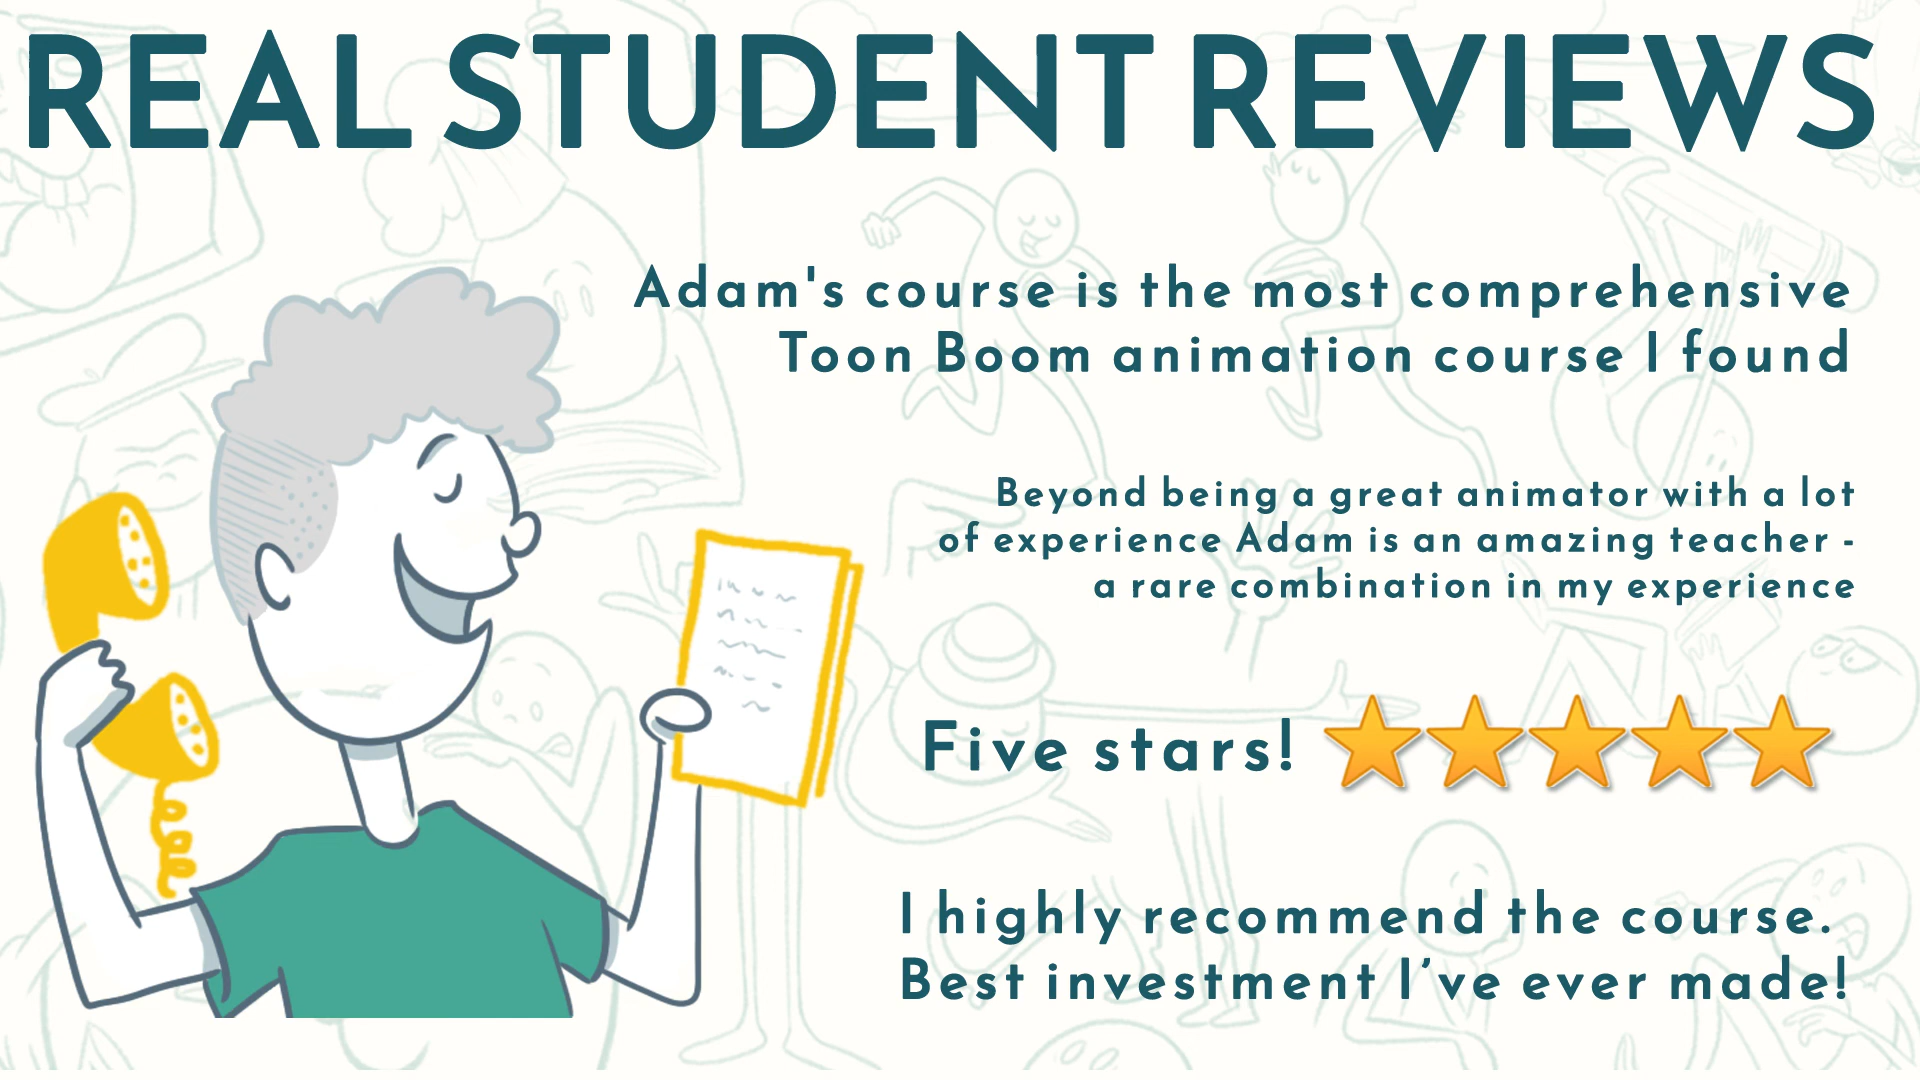 REAL STUDENT REVIEWS
Adam's course is the most comprehensive
Toon Boom animation course I found
Beyond being a great animator with a lot
of experience Adam is an amazing teacher -
a rare combination in my experience
Five stars!
I highly recommend the course.
Best investment I’ve ever made!